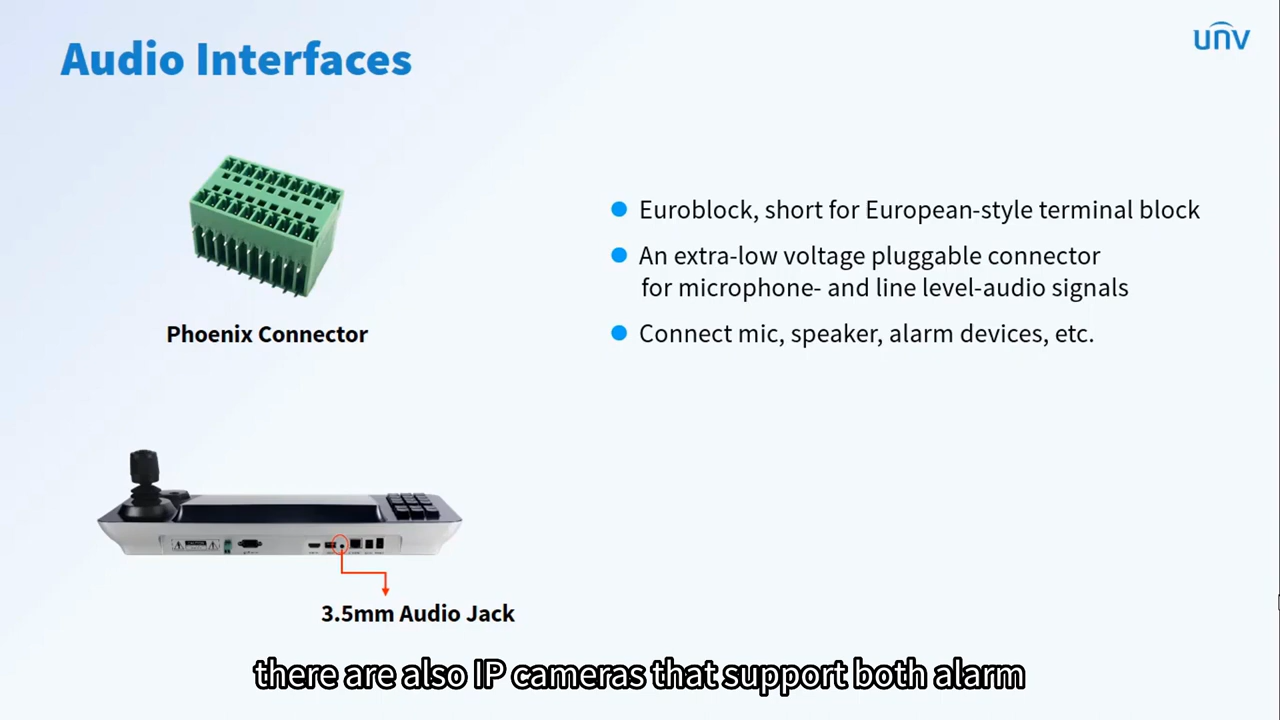 Audio Interfaces
unv
Euroblock, short for European-style terminal block
An extra-low voltage pluggable connector
for microphone- and line level-audio signals
Connect mic, speaker, alarm devices, etc.
Phoenix Connector
3.5mm Audio Jack
there are also IP cameras that support both alarm